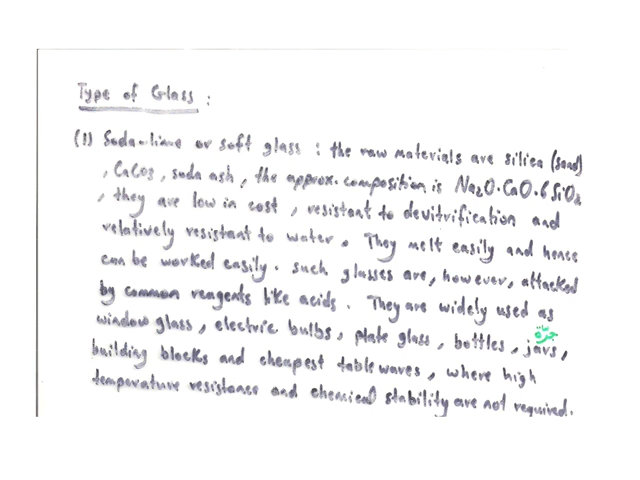 Type of Glass :
(1) Soda-lime or soft glass : the raw materials are silica (sand)
, CaCO3 , soda ash , the approx. composition is Na2O·CaO·6SiO2
, they are low in cost , resistant to devitrification and
relatively resistant to water . They melt easily and hence
can be worked easily . such glasses are , however , attacked
by common reagents like acids . They are widely used as
window glass , electric bulbs , plate glass , bottles , jars ,
جرّة
building blocks and cheapest table waves , where high
temperature resistance and chemical stability are not required .